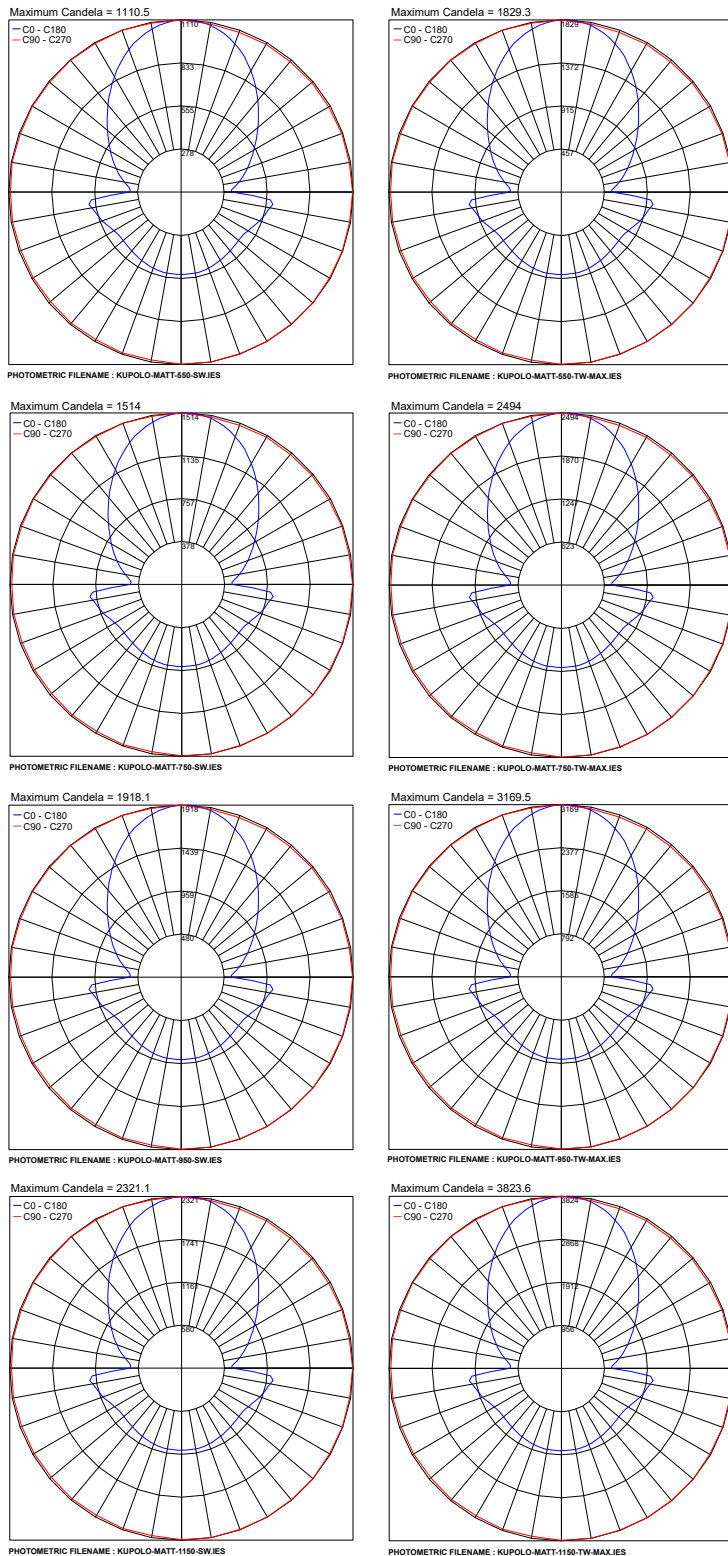 Maximum Candela = 1110.5
C0 - C180
C90 - C270
1110
833
555
278
PHOTOMETRIC FILENAME : KUPOLO-MATT-550-SW.IES
Maximum Candela = 1829.3
C0 - C180
C90 - C270
1829
1372
915
457
PHOTOMETRIC FILENAME : KUPOLO-MATT-550-TW-MAX.IES
Maximum Candela = 1514
C0 - C180
C90 - C270
1514
1135
757
378
PHOTOMETRIC FILENAME : KUPOLO-MATT-750-SW.IES
Maximum Candela = 2494
C0 - C180
C90 - C270
2494
1870
1247
623
PHOTOMETRIC FILENAME : KUPOLO-MATT-750-TW-MAX.IES
Maximum Candela = 1918.1
C0 - C180
C90 - C270
1918
1439
959
480
PHOTOMETRIC FILENAME : KUPOLO-MATT-950-SW.IES
Maximum Candela = 3169.5
C0 - C180
C90 - C270
3169
2377
1585
792
PHOTOMETRIC FILENAME : KUPOLO-MATT-950-TW-MAX.IES
Maximum Candela = 2321.1
C0 - C180
C90 - C270
2321
1741
1161
580
PHOTOMETRIC FILENAME : KUPOLO-MATT-1150-SW.IES
Maximum Candela = 3823.6
C0 - C180
C90 - C270
3824
2868
1912
956
PHOTOMETRIC FILENAME : KUPOLO-MATT-1150-TW-MAX.IES